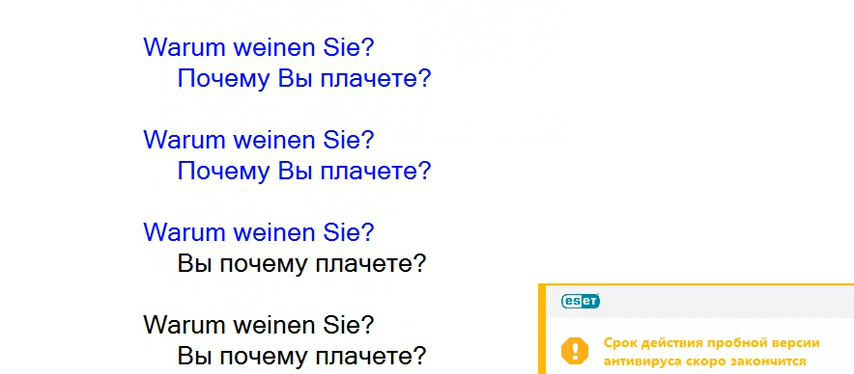 Warum weinen Sie?
Почему Вы плачете?
Warum weinen Sie?
Почему Вы плачете?
Warum weinen Sie?
Вы почему плачете?
Warum weinen Sie?
Вы почему плачете?
eset
Срок действия пробной версии
антивируса скоро закончится